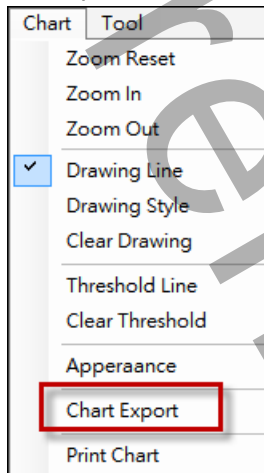 Chart Tool
Zoom Reset
Zoom In
Zoom Out
Drawing Line
Drawing Style
Clear Drawing
Threshold Line
Clear Threshold
Apperaance
Chart Export
Print Chart